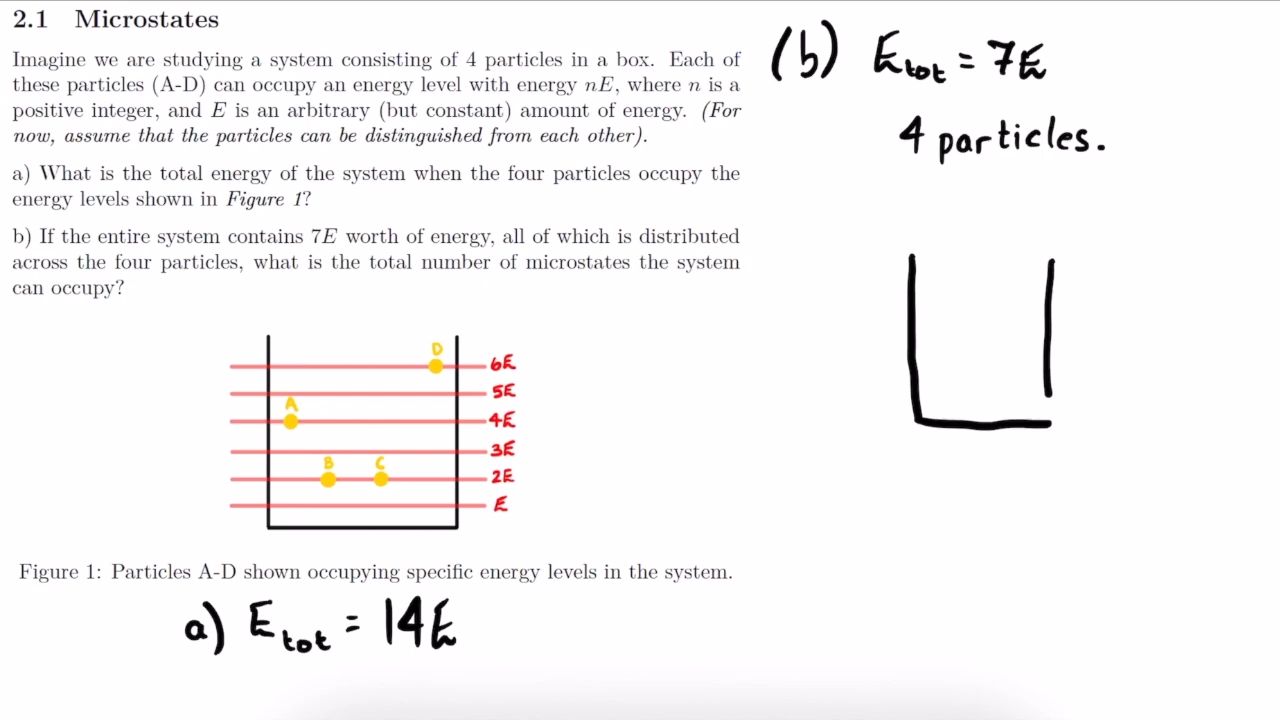 2.1 Microstates
Imagine we are studying a system consisting of 4 particles in a box. Each of
these particles (A-D) can occupy an energy level with energy nE, where n is a
positive integer, and E is an arbitrary (but constant) amount of energy. (For
now, assume that the particles can be distinguished from each other).
a) What is the total energy of the system when the four particles occupy the
energy levels shown in Figure 1?
b) If the entire system contains 7E worth of energy, all of which is distributed
across the four particles, what is the total number of microstates the system
can occupy?
D
6E
5E
A
4E
3E
B C
2E
E
Figure 1: Particles A-D shown occupying specific energy levels in the system.
a) Etot = 14E
(b) Etot = 7E
4 particles.